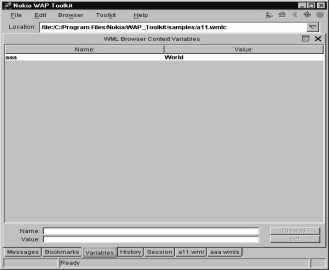 Nokia WAP Toolkit
File Edit Browser Toolkit Help
Location: file:/C:Program Files/Nokia/WAP_Toolkit/samples/a11.wmlc
WML Browser Context Variables
Name: Value:
aaa World
Name:
Clear All
Value:
Set
Messages Bookmarks Variables History Session a11.wml aaa.wmls
Ready